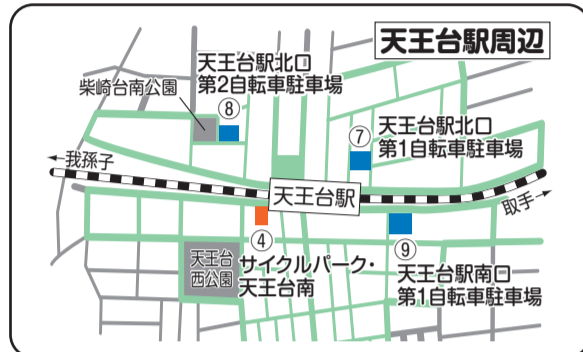 天王台駅周辺
天王台駅北口
第2自転車駐車場
柴崎台南公園
⑧
⑦
天王台駅北口
第1自転車駐車場
←我孫子
天王台駅
取手→
④
サイクルパーク・
天王台南
天王台
西公園
⑨
天王台駅南口
第1自転車駐車場